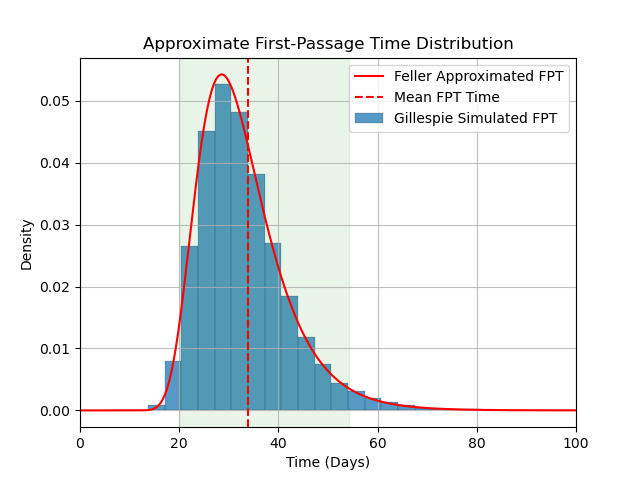 Approximate First-Passage Time Distribution
Feller Approximated FPT
Mean FPT Time
Gillespie Simulated FPT
Density
0.05
0.04
0.03
0.02
0.01
0.00
0 20 40 60 80 100
Time (Days)